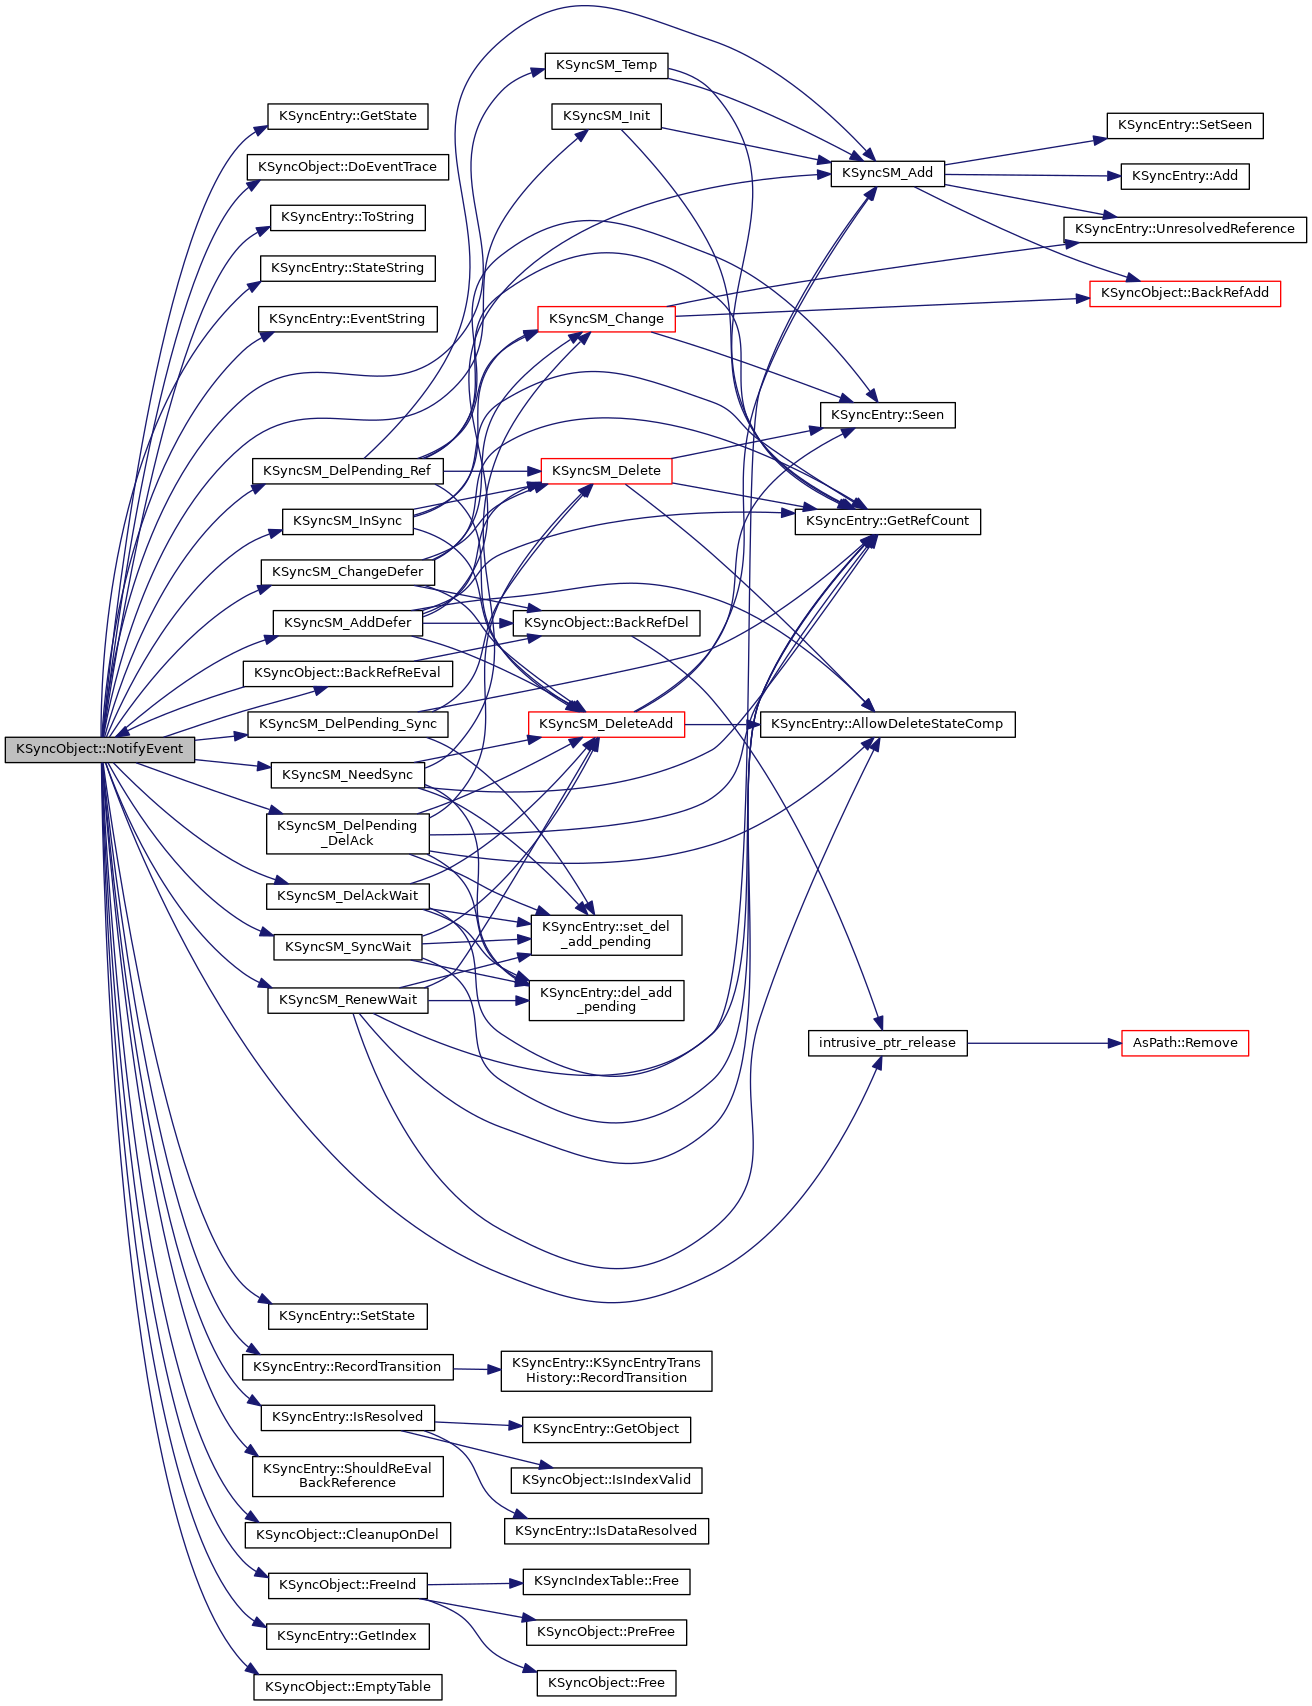 KSyncSM_Temp
KSyncEntry::GetState
KSyncSM_Init
KSyncEntry::SetSeen
KSyncObject::DoEventTrace
KSyncSM_Add
KSyncEntry::Add
KSyncEntry::ToString
KSyncEntry::UnresolvedReference
KSyncEntry::StateString
KSyncObject::BackRefAdd
KSyncEntry::EventString
KSyncSM_Change
KSyncEntry::Seen
KSyncSM_DelPending_Ref
KSyncSM_Delete
KSyncSM_InSync
KSyncEntry::GetRefCount
KSyncSM_ChangeDefer
KSyncSM_AddDefer
KSyncObject::BackRefDel
KSyncObject::BackRefReEval
KSyncSM_DelPending_Sync
KSyncSM_DeleteAdd
KSyncEntry::AllowDeleteStateComp
KSyncObject::NotifyEvent
KSyncSM_NeedSync
KSyncSM_DelPending
_DelAck
KSyncSM_DelAckWait
KSyncEntry::set_del
_add_pending
KSyncSM_SyncWait
KSyncSM_RenewWait
KSyncEntry::del_add
_pending
intrusive_ptr_release
AsPath::Remove
KSyncEntry::SetState
KSyncEntry::RecordTransition
KSyncEntry::KSyncEntryTrans
History::RecordTransition
KSyncEntry::IsResolved
KSyncEntry::GetObject
KSyncEntry::ShouldReEval
BackReference
KSyncObject::IsIndexValid
KSyncObject::CleanupOnDel
KSyncEntry::IsDataResolved
KSyncObject::FreeInd
KSyncIndexTable::Free
KSyncEntry::GetIndex
KSyncObject::PreFree
KSyncObject::EmptyTable
KSyncObject::Free